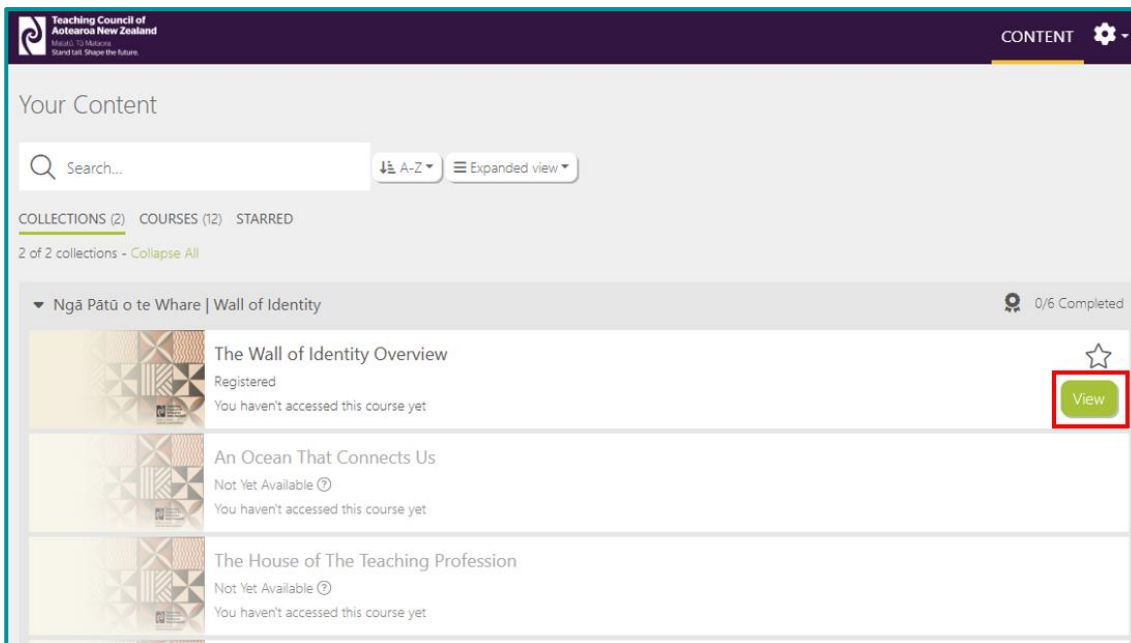 Teaching Council of
Aotearoa New Zealand
Matatū Tū Mataora
Stand tall. Shape the future.
CONTENT
Your Content
Search...
A-Z
Expanded view
COLLECTIONS (2) COURSES (12) STARRED
2 of 2 collections - Collapse All
Ngā Pātū o te Whare | Wall of Identity
0/6 Completed
The Wall of Identity Overview
Registered
You haven't accessed this course yet
View
An Ocean That Connects Us
Not Yet Available ?
You haven't accessed this course yet
The House of The Teaching Profession
Not Yet Available ?
You haven't accessed this course yet